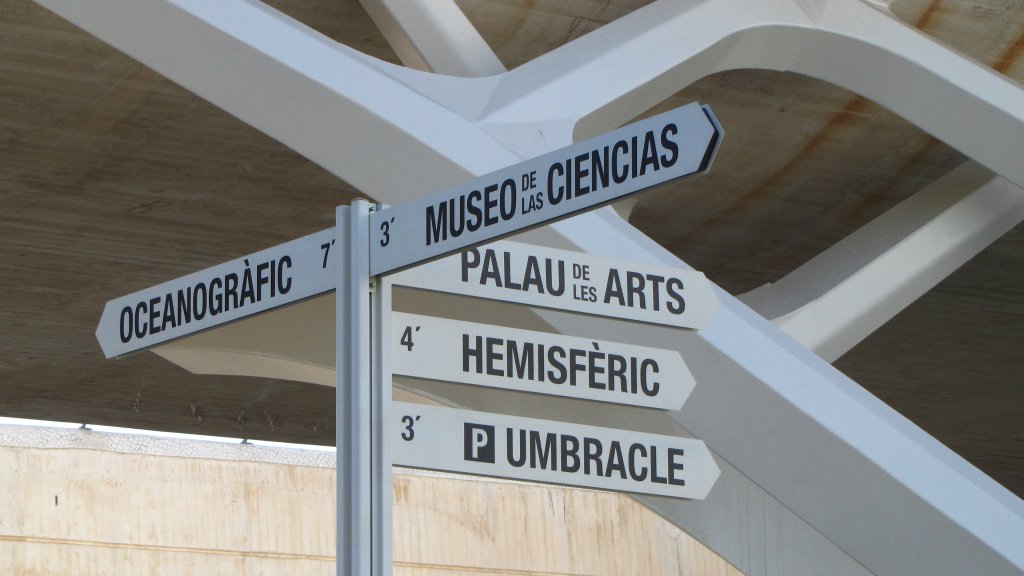 OCEANOGRÀFIC 7´
3´ MUSEO DE LAS CIENCIAS
PALAU DE LES ARTS
4´ HEMISFÈRIC
3´ P UMBRACLE